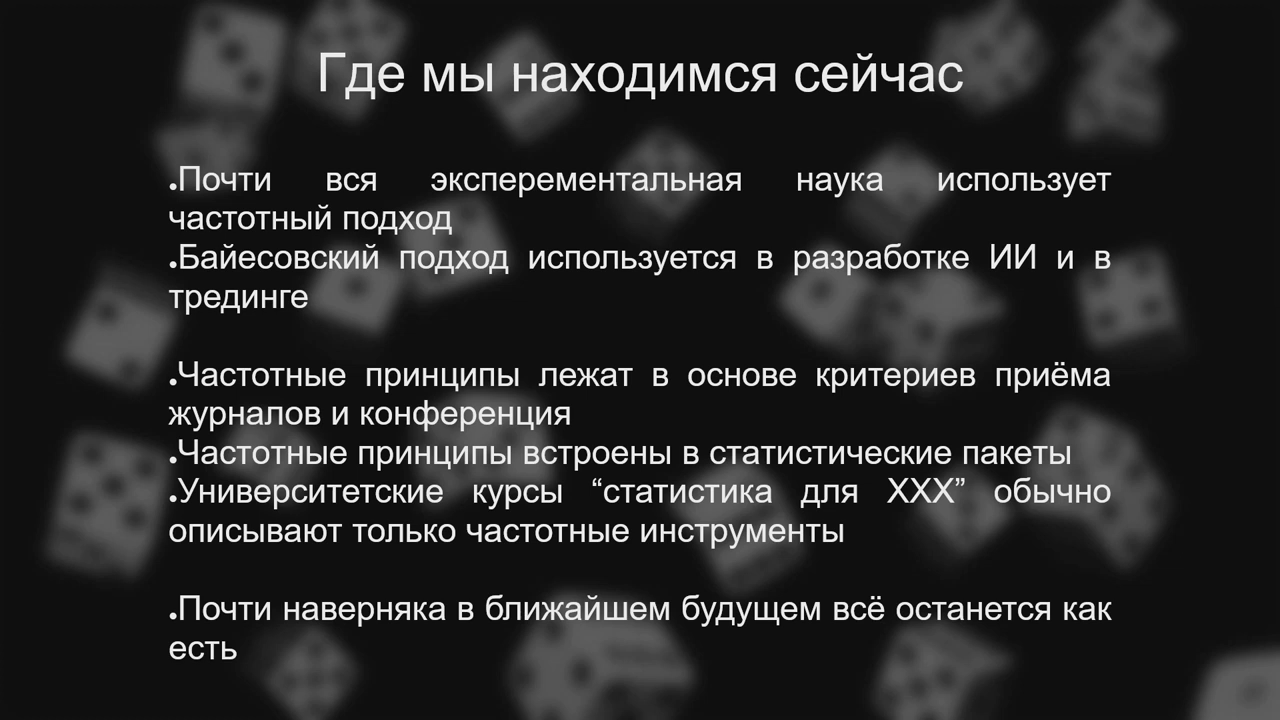 Где мы находимся сейчас
●Почти вся эксперементальная наука использует
частотный подход
●Байесовский подход используется в разработке ИИ и в
трединге
●Частотные принципы лежат в основе критериев приёма
журналов и конференция
●Частотные принципы встроены в статистические пакеты
●Университетские курсы “статистика для XXX” обычно
описывают только частотные инструменты
●Почти наверняка в ближайшем будущем всё останется как
есть